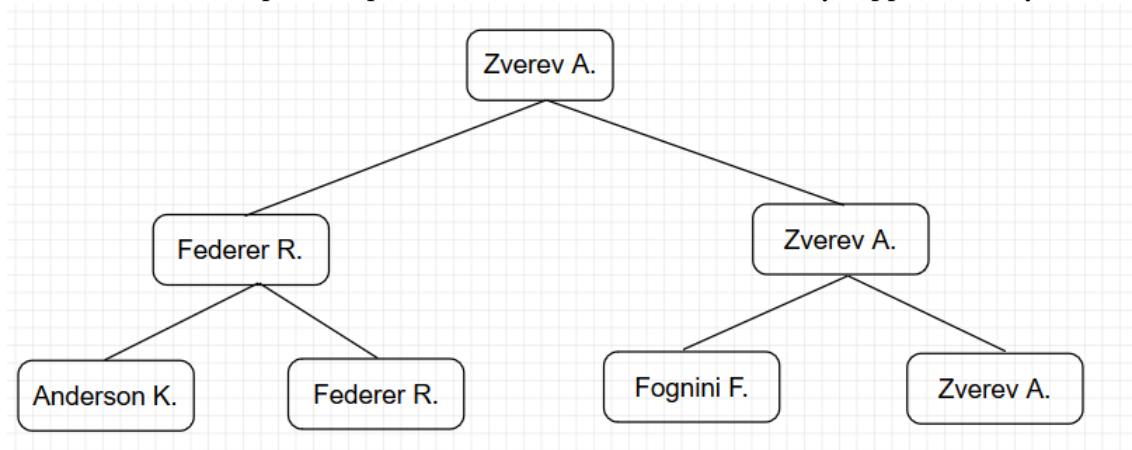 Zverev A.
Federer R.
Zverev A.
Anderson K.
Federer R.
Fognini F.
Zverev A.